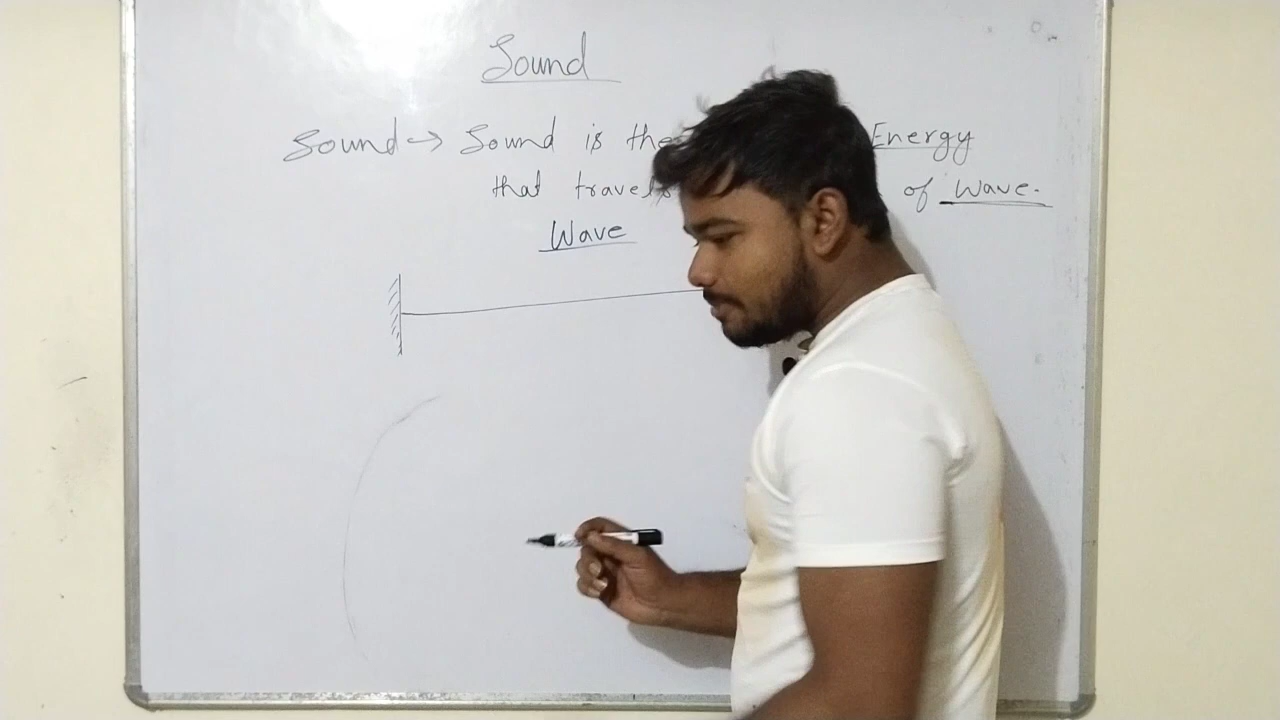 Sound
Sound → Sound is the Energy
that travels of Wave.
Wave